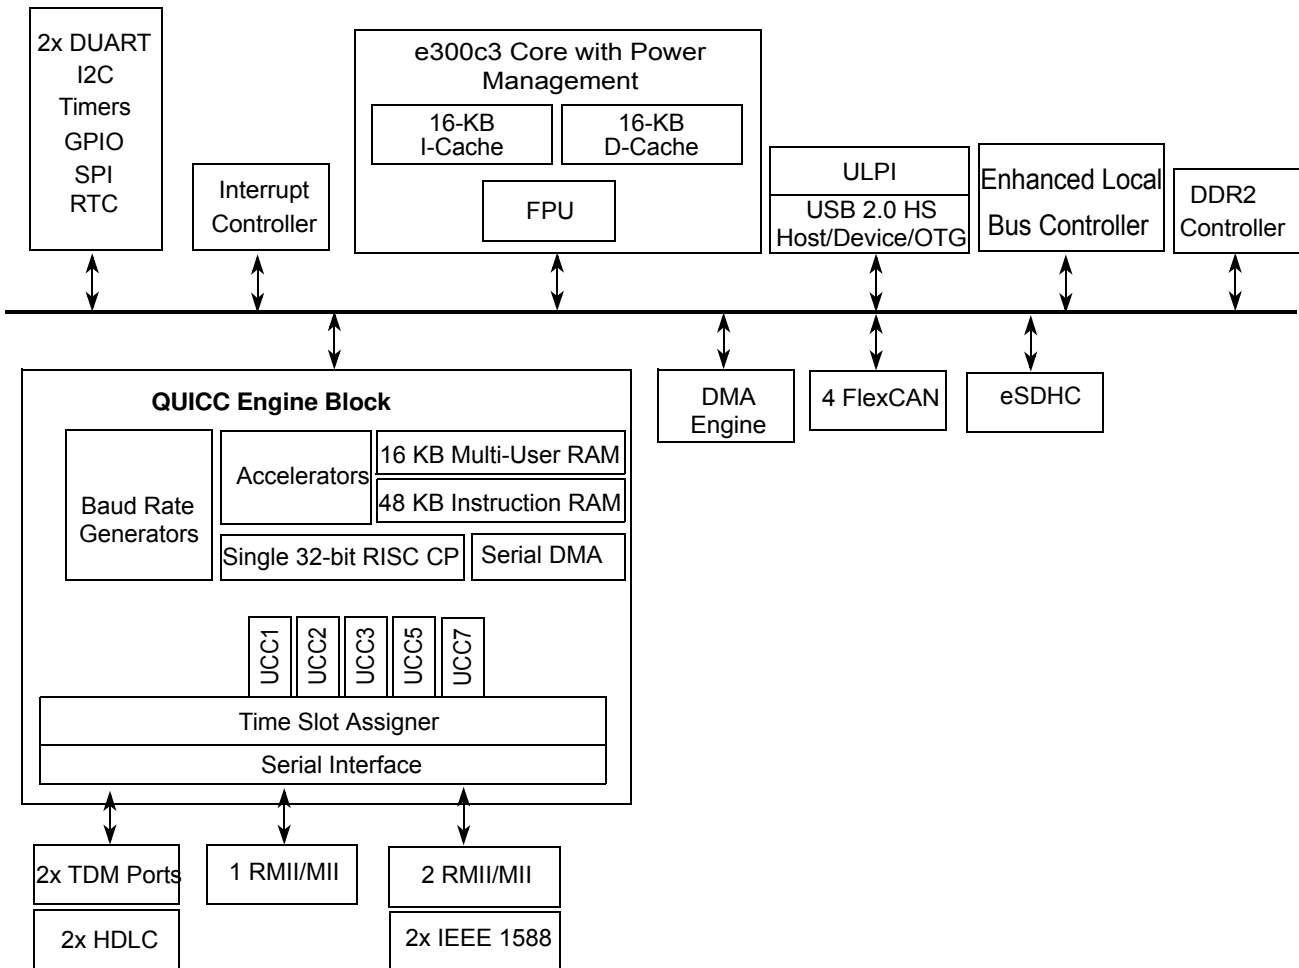 2x DUART
I2C
Timers
GPIO
SPI
RTC
Interrupt
Controller
e300c3 Core with Power
Management
16-KB
I-Cache
16-KB
D-Cache
FPU
ULPI
USB 2.0 HS
Host/Device/OTG
Enhanced Local
Bus Controller
DDR2
Controller
QUICC Engine Block
Baud Rate
Generators
Accelerators
16 KB Multi-User RAM
48 KB Instruction RAM
Single 32-bit RISC CP
Serial DMA
UCC1
UCC2
UCC3
UCC5
UCC7
Time Slot Assigner
Serial Interface
DMA
Engine
4 FlexCAN
eSDHC
2x TDM Ports
2x HDLC
1 RMII/MII
2 RMII/MII
2x IEEE 1588